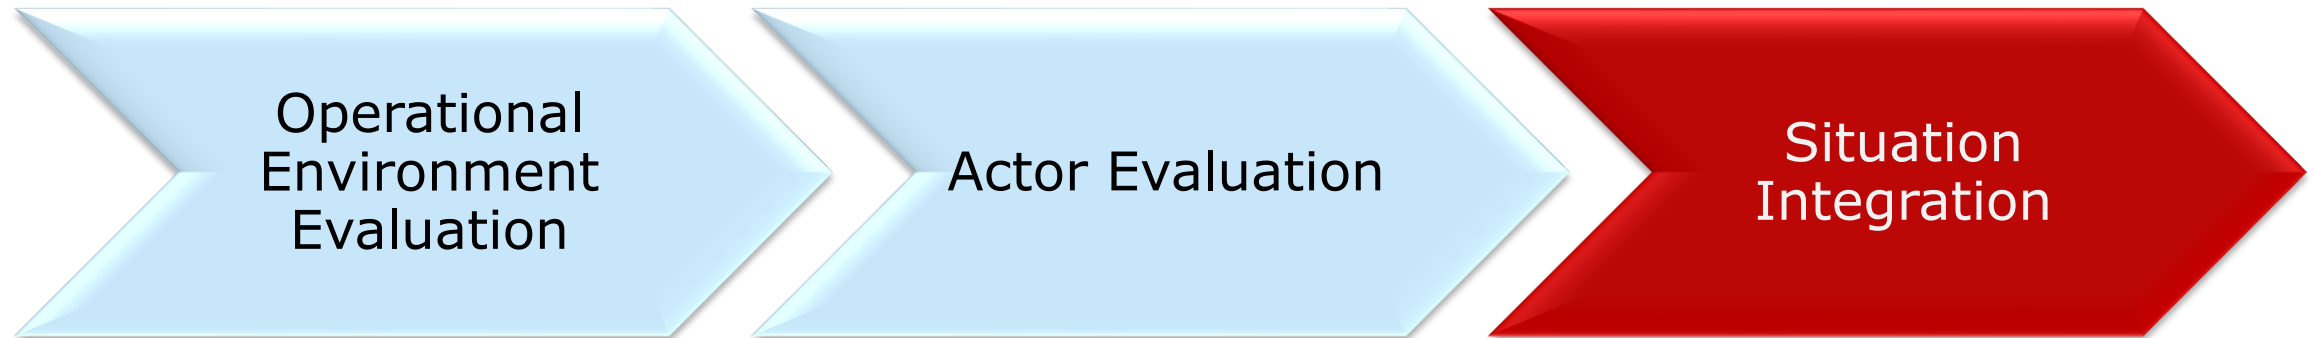 Operational
Environment
Evaluation
Actor Evaluation
Situation
Integration